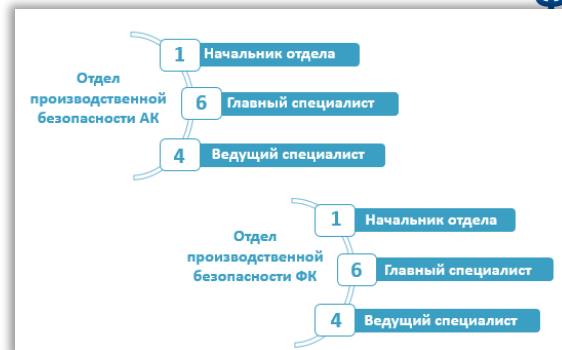 1 Начальник отдела
Отдел
производственной
безопасности АК
6 Главный специалист
4 Ведущий специалист
1 Начальник отдела
Отдел
производственной
безопасности ФК
6 Главный специалист
4 Ведущий специалист